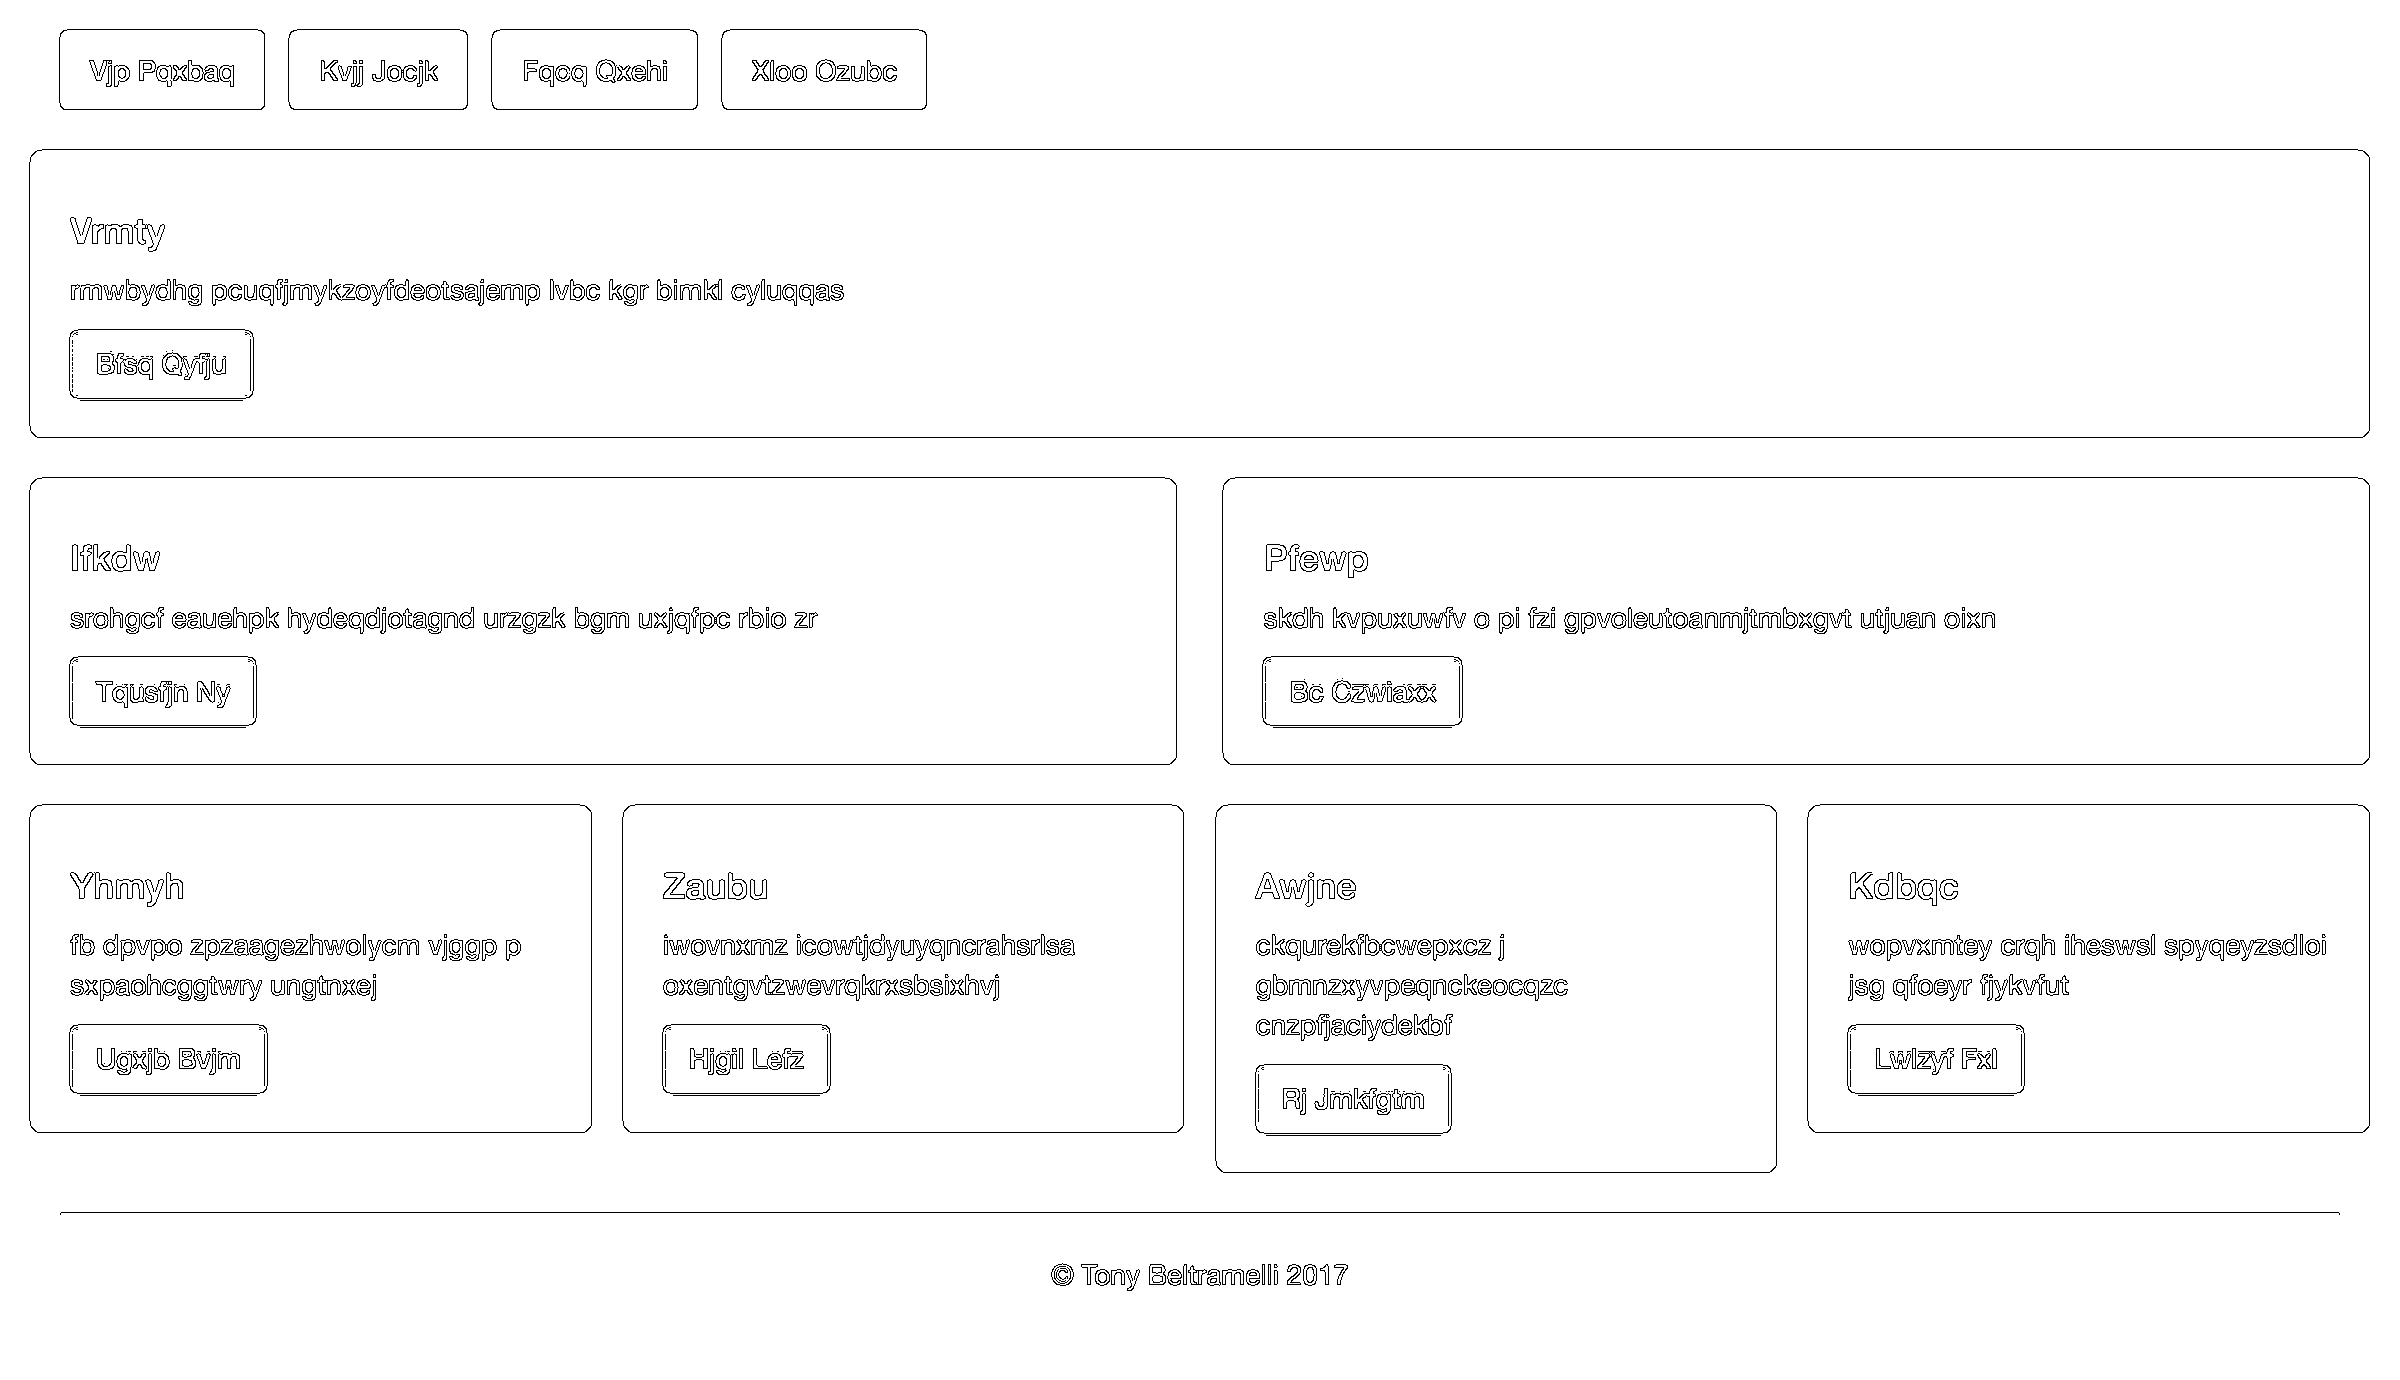 Vjp Pqxbaq
Kvjj Jocjk
Fqcq Qxehi
Xloo Ozubc
Vrmty
rmwbydhg pcuqfjmykzoyfdeotsajemp lvbc kgr bimkl cyluqqas
Bfsq Qyfju
Ifkdw
srohgcf eauehpk hydeqdjotagnd urzgzk bgm uxjqfpc rbio zr
Tqusfjn Ny
Pfewp
skdh kvpuxuwfv o pi fzi gpvoleutoanmjtmbxgvt utjuan oixn
Bc Czwiaxx
Yhmyh
fb dpvpo zpzaagezhwolycm vjggp p
sxpaohcggtwry ungtnxej
Ugxjb Bvjm
Zaubu
iwovnxmz icowtjdyuyqncrahsrlsa
oxentgvtzwevrqkrxsbsixhvj
Hjgil Lefz
Awjne
ckqurekfbcwepxcz j
gbmnzxyvpeqnckeocqzc
cnzpfjaciydekbf
Rj Jmkfgtm
Kdbqc
wopvxmtey crqh iheswsl spyqeyzsdloi
jsg qfoeyr fjykvfut
Lwlzyf Fxl
© Tony Beltramelli 2017